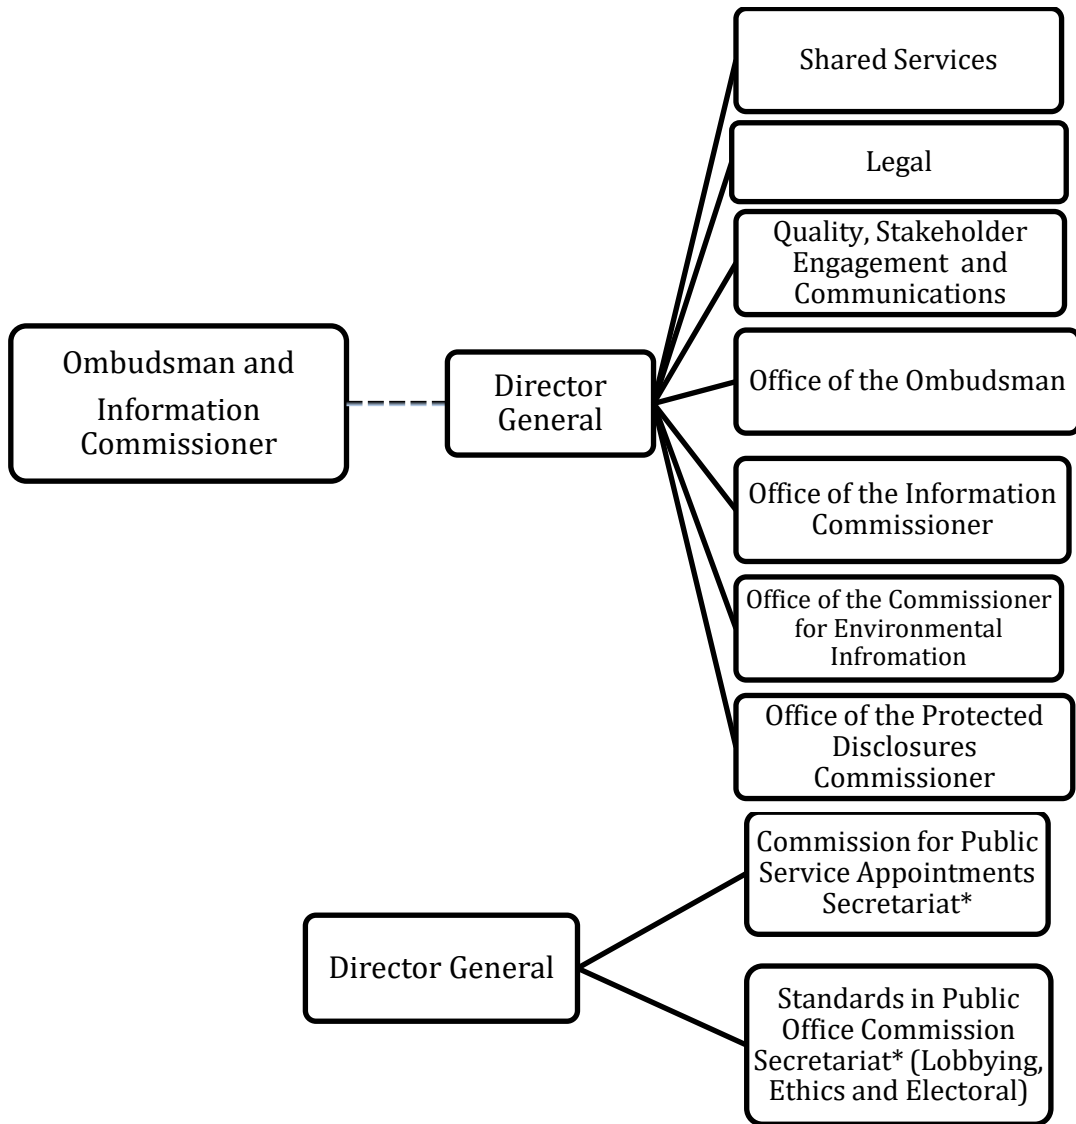 Shared Services
Legal
Quality, Stakeholder
Engagement and
Communications
Ombudsman and
Information
Commissioner
Director
General
Office of the Ombudsman
Office of the Information
Commissioner
Office of the Commissioner
for Environmental
Infromation
Office of the Protected
Disclosures
Commissioner
Commission for Public
Service Appointments
Secretariat*
Director General
Standards in Public
Office Commission
Secretariat* (Lobbying,
Ethics and Electoral)